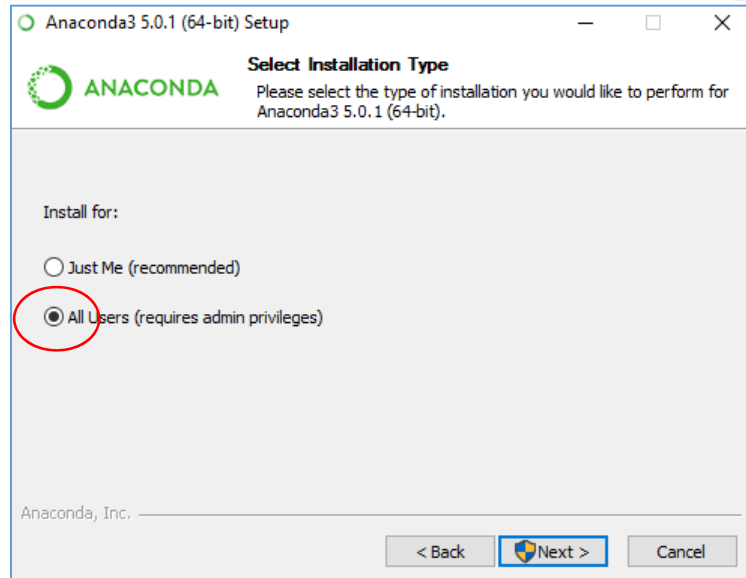 Anaconda3 5.0.1 (64-bit) Setup
ANACONDA
Select Installation Type
Please select the type of installation you would like to perform for
Anaconda3 5.0.1 (64-bit).
Install for:
Just Me (recommended)
All Users (requires admin privileges)
Anaconda, Inc.
< Back
Next >
Cancel